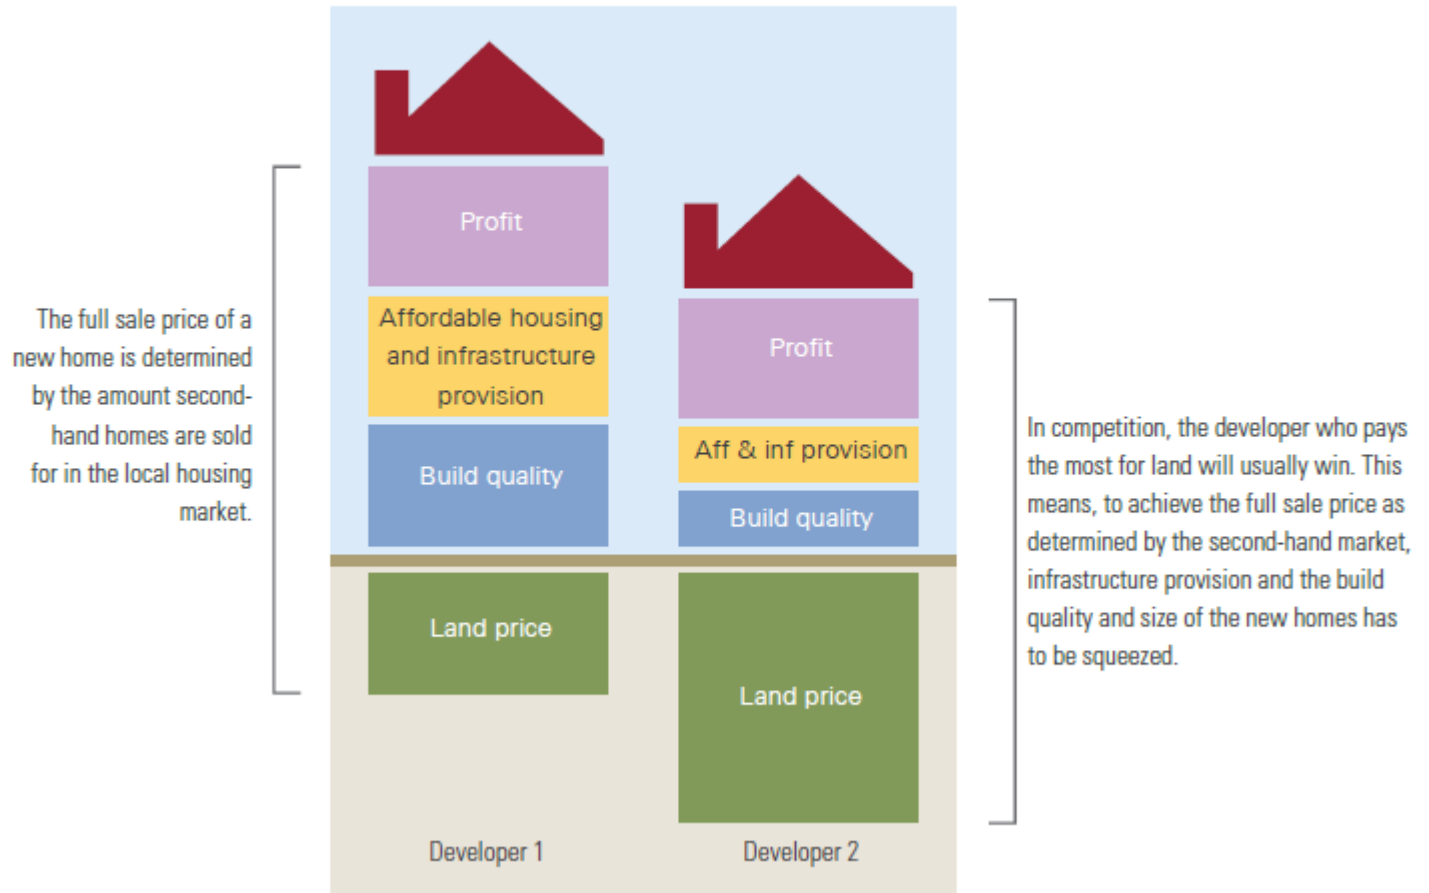 The full sale price of a
new home is determined
by the amount second-
hand homes are sold
for in the local housing
market.
Profit
Affordable housing
and infrastructure
provision
Build quality
Land price
Developer 1
Profit
Aff & inf provision
Build quality
Land price
Developer 2
In competition, the developer who pays
the most for land will usually win. This
means, to achieve the full sale price as
determined by the second-hand market,
infrastructure provision and the build
quality and size of the new homes has
to be squeezed.